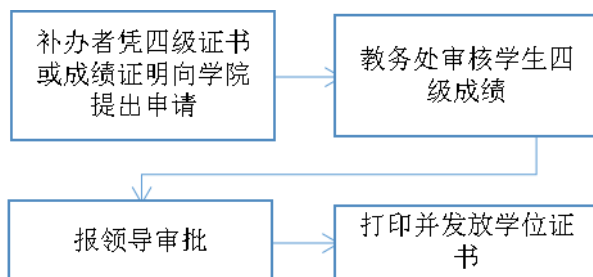 补办者凭四级证书
或成绩证明向学院
提出申请
教务处审核学生四
级成绩
报领导审批
打印并发放学位证
书